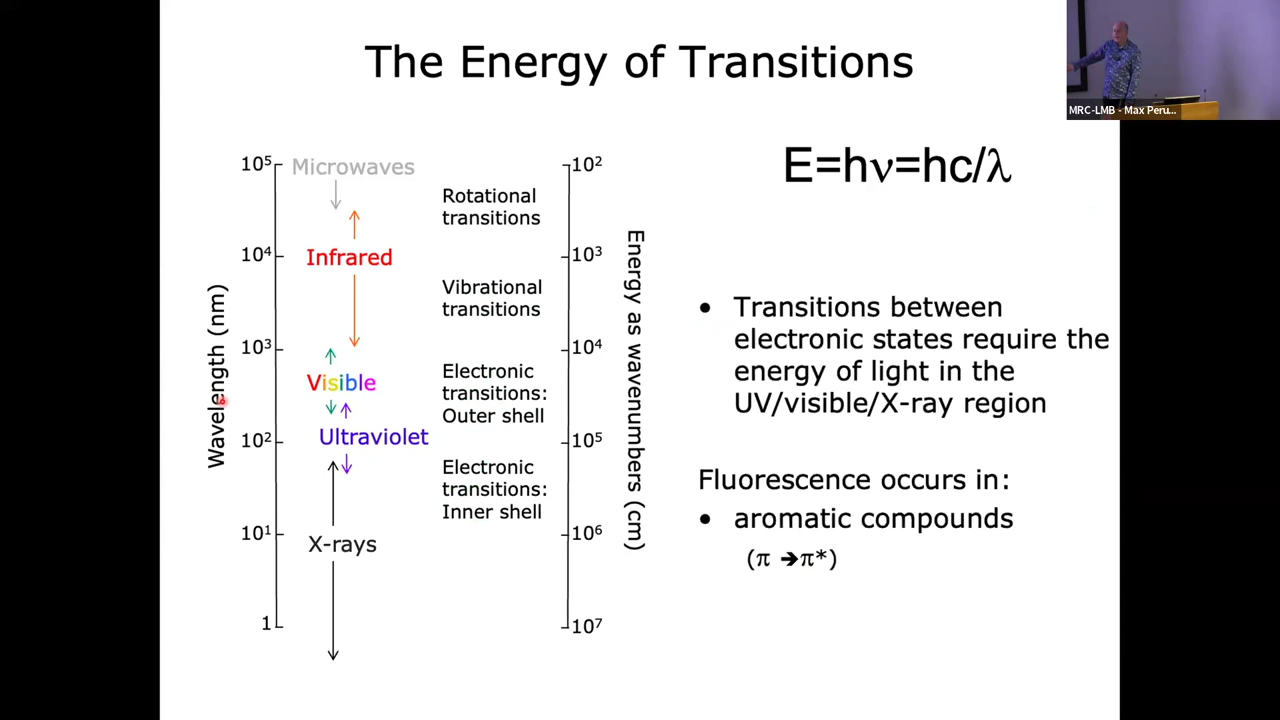 The Energy of Transitions
MRC-LMB - Max Peru...
E=hν=hc/λ
Wavelength (nm)
10⁵
10⁴
10³
10²
10¹
1
Microwaves
Infrared
Visible
Ultraviolet
X-rays
Rotational
transitions
Vibrational
transitions
Electronic
transitions:
Outer shell
Electronic
transitions:
Inner shell
10²
10³
10⁴
10⁵
10⁶
10⁷
Energy as wavenumbers (cm)
• Transitions between
electronic states require the
energy of light in the
UV/visible/X-ray region
Fluorescence occurs in:
• aromatic compounds
(π ➔π*)